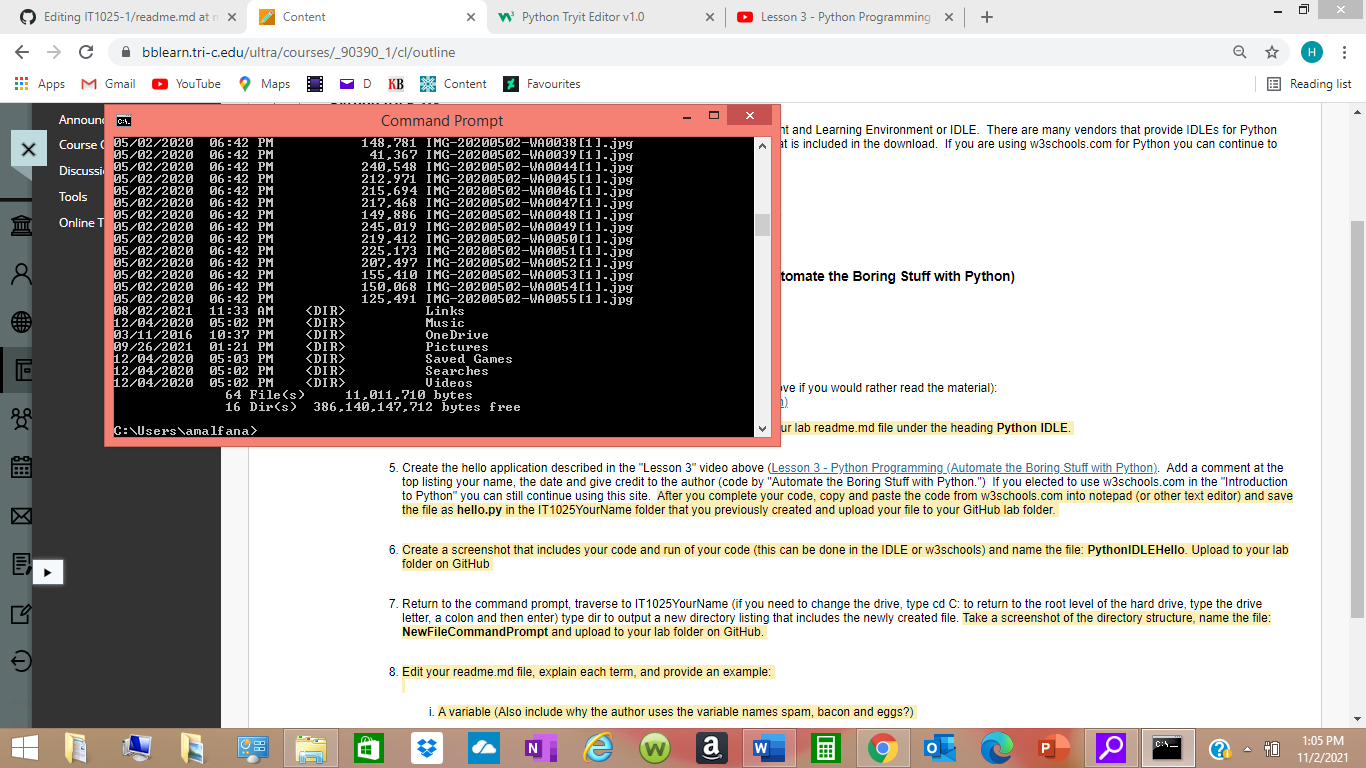 Editing IT1025-1/readme.md at m
Content
Python Tryit Editor v1.0
Lesson 3 - Python Programming
bblearn.tri-c.edu/ultra/courses/_90390_1/cl/outline
H
Apps
Gmail
YouTube
Maps
D
KB
Content
Favourites
Reading list
Announ
Course C
Discussi
Tools
Online T
Command Prompt
05/02/2020 06:42 PM 148,781 IMG-20200502-WA0038[1].jpg
05/02/2020 06:42 PM 41,367 IMG-20200502-WA0039[1].jpg
05/02/2020 06:42 PM 240,548 IMG-20200502-WA0044[1].jpg
05/02/2020 06:42 PM 212,971 IMG-20200502-WA0045[1].jpg
05/02/2020 06:42 PM 215,694 IMG-20200502-WA0046[1].jpg
05/02/2020 06:42 PM 217,468 IMG-20200502-WA0047[1].jpg
05/02/2020 06:42 PM 149,886 IMG-20200502-WA0048[1].jpg
05/02/2020 06:42 PM 245,019 IMG-20200502-WA0049[1].jpg
05/02/2020 06:42 PM 219,412 IMG-20200502-WA0050[1].jpg
05/02/2020 06:42 PM 225,173 IMG-20200502-WA0051[1].jpg
05/02/2020 06:42 PM 207,497 IMG-20200502-WA0052[1].jpg
05/02/2020 06:42 PM 155,410 IMG-20200502-WA0053[1].jpg
05/02/2020 06:42 PM 150,068 IMG-20200502-WA0054[1].jpg
05/02/2020 06:42 PM 125,491 IMG-20200502-WA0055[1].jpg
08/02/2021 11:33 AM <DIR> Links
12/04/2020 05:02 PM <DIR> Music
03/11/2016 10:37 PM <DIR> OneDrive
09/26/2021 01:21 PM <DIR> Pictures
12/04/2020 05:03 PM <DIR> Saved Games
12/04/2020 05:02 PM <DIR> Searches
12/04/2020 05:02 PM <DIR> Videos
64 File(s) 11,011,710 bytes
16 Dir(s) 386,140,147,712 bytes free
C:\Users\amalfana>
nt and Learning Environment or IDLE. There are many vendors that provide IDLEs for Python
at is included in the download. If you are using w3schools.com for Python you can continue to
tomate the Boring Stuff with Python)
ve if you would rather read the material):
n)
ur lab readme.md file under the heading Python IDLE.
5. Create the hello application described in the "Lesson 3" video above (Lesson 3 - Python Programming (Automate the Boring Stuff with Python). Add a comment at the
top listing your name, the date and give credit to the author (code by "Automate the Boring Stuff with Python.") If you elected to use w3schools.com in the "Introduction
to Python" you can still continue using this site. After you complete your code, copy and paste the code from w3schools.com into notepad (or other text editor) and save
the file as hello.py in the IT1025YourName folder that you previously created and upload your file to your GitHub lab folder.
6. Create a screenshot that includes your code and run of your code (this can be done in the IDLE or w3schools) and name the file: PythonIDLEHello. Upload to your lab
folder on GitHub
7. Return to the command prompt, traverse to IT1025YourName (if you need to change the drive, type cd C: to return to the root level of the hard drive, type the drive
letter, a colon and then enter) type dir to output a new directory listing that includes the newly created file. Take a screenshot of the directory structure, name the file:
NewFileCommandPrompt and upload to your lab folder on GitHub.
8. Edit your readme.md file, explain each term, and provide an example:
i. A variable (Also include why the author uses the variable names spam, bacon and eggs?)
1:05 PM
11/2/2021